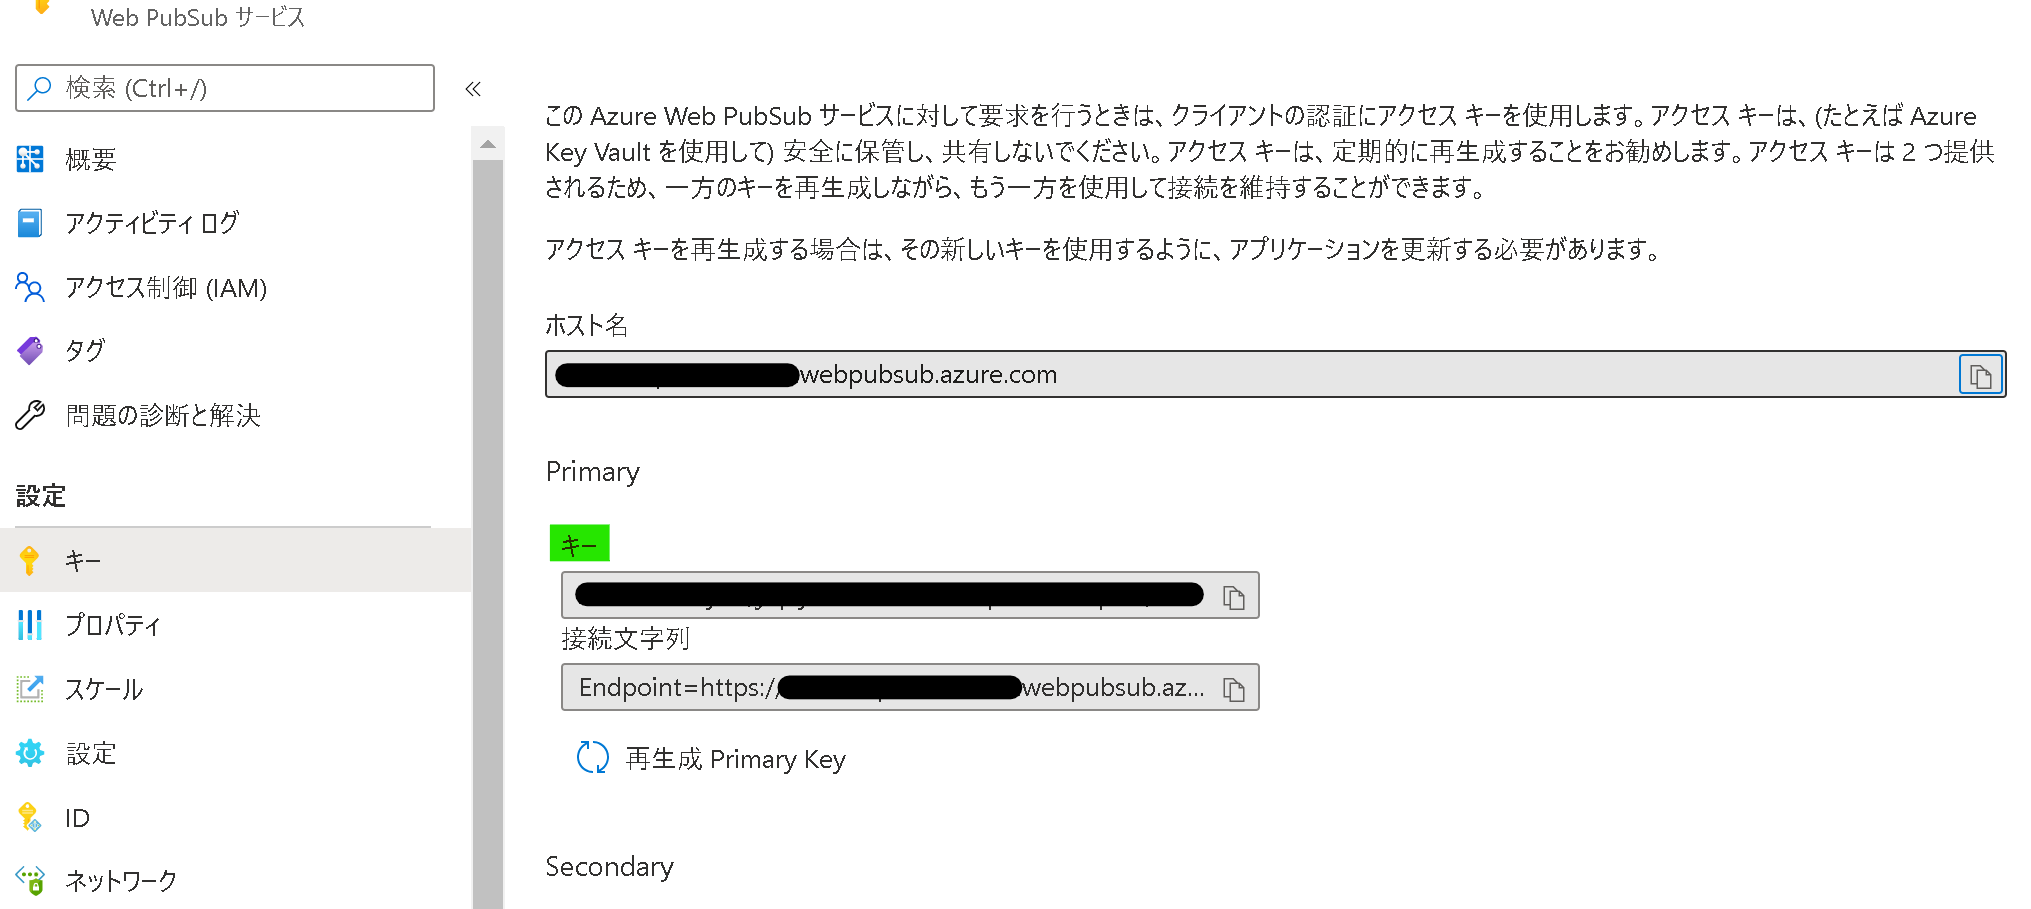 Web PubSub サービス
検索 (Ctrl+/)
«
概要
アクティビティ ログ
アクセス制御 (IAM)
タグ
問題の診断と解決
設定
キー
プロパティ
スケール
設定
ID
ネットワーク
この Azure Web PubSub サービスに対して要求を行うときは、クライアントの認証にアクセス キーを使用します。アクセス キーは、(たとえば Azure
Key Vault を使用して) 安全に保管し、共有しないでください。アクセス キーは、定期的に再生成することをお勧めします。アクセス キーは 2 つ提供
されるため、一方のキーを再生成しながら、もう一方を使用して接続を維持することができます。
アクセス キーを再生成する場合は、その新しいキーを使用するように、アプリケーションを更新する必要があります。
ホスト名
webpubsub.azure.com
Primary
キー
接続文字列
Endpoint=https:// webpubsub.az...
再生成 Primary Key
Secondary